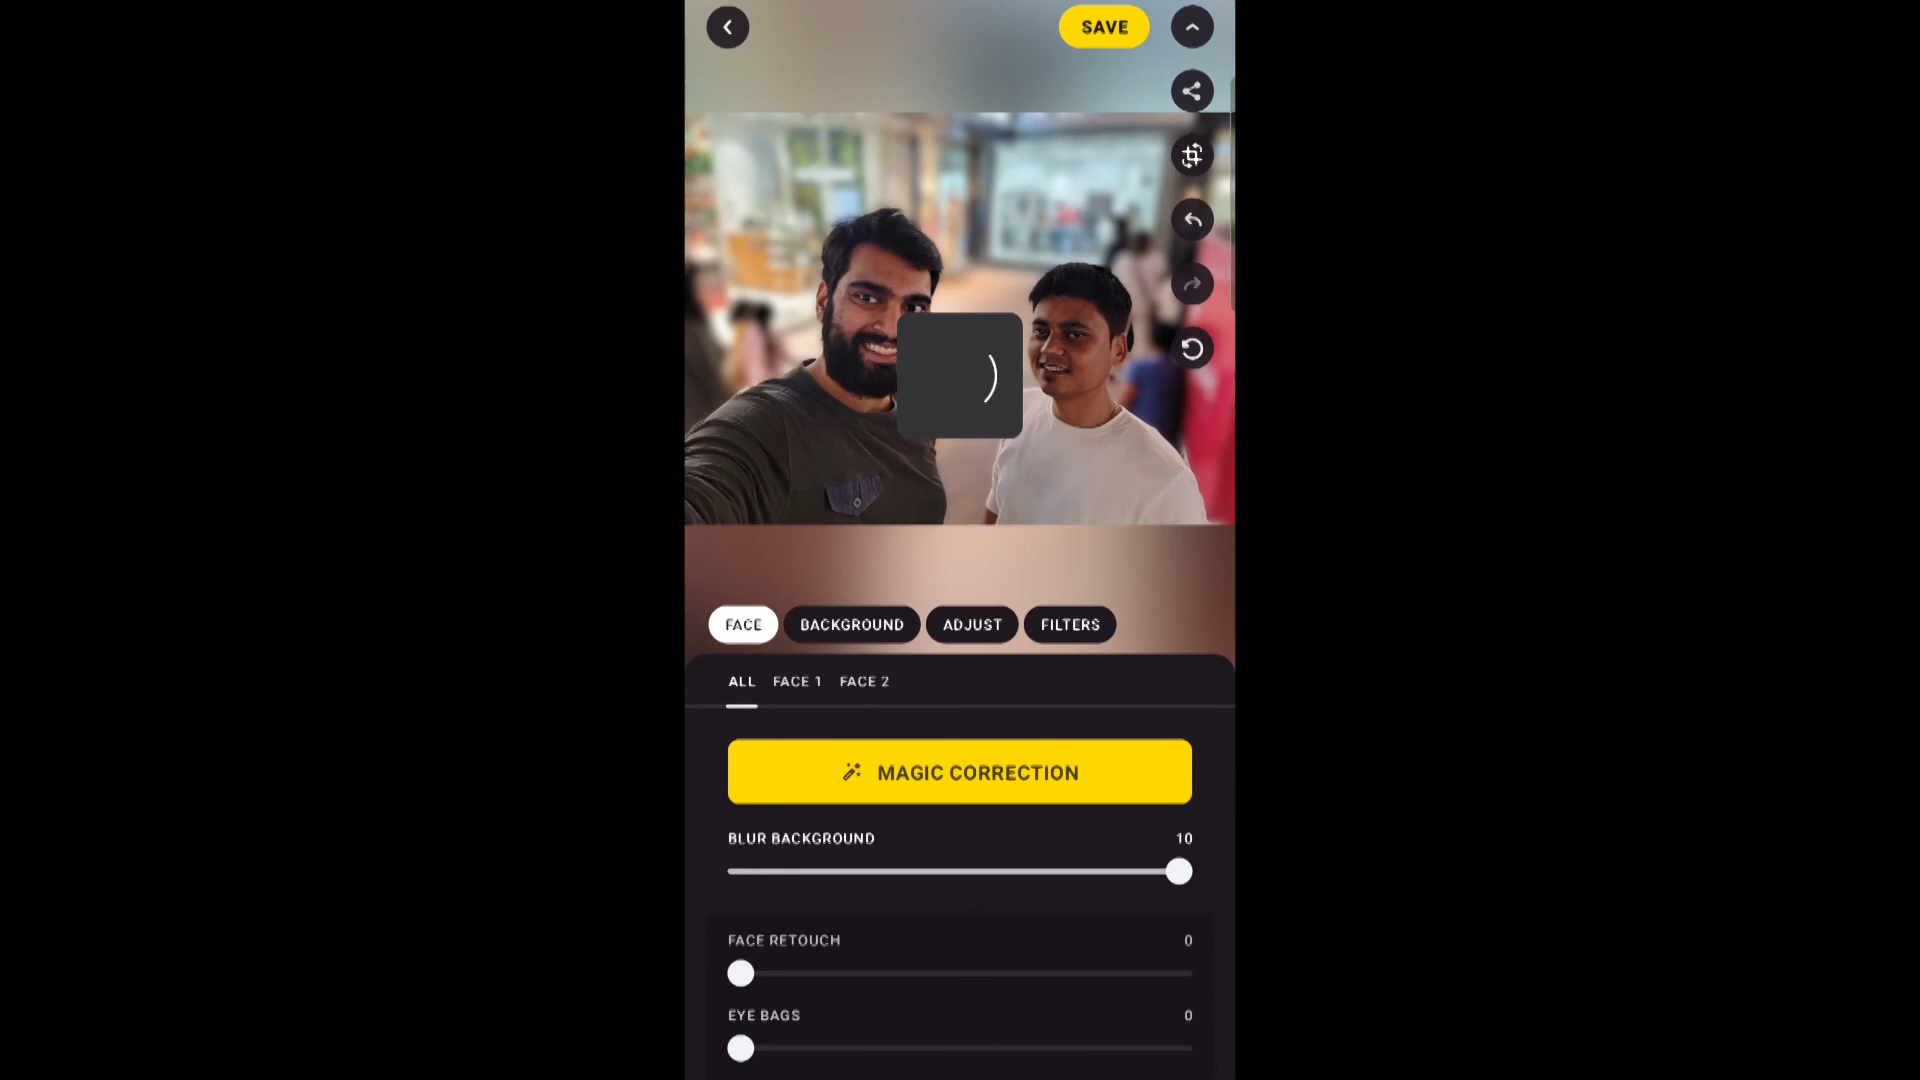 SAVE
FACE BACKGROUND ADJUST FILTERS
ALL FACE 1 FACE 2
MAGIC CORRECTION
BLUR BACKGROUND 10
FACE RETOUCH 0
EYE BAGS 0